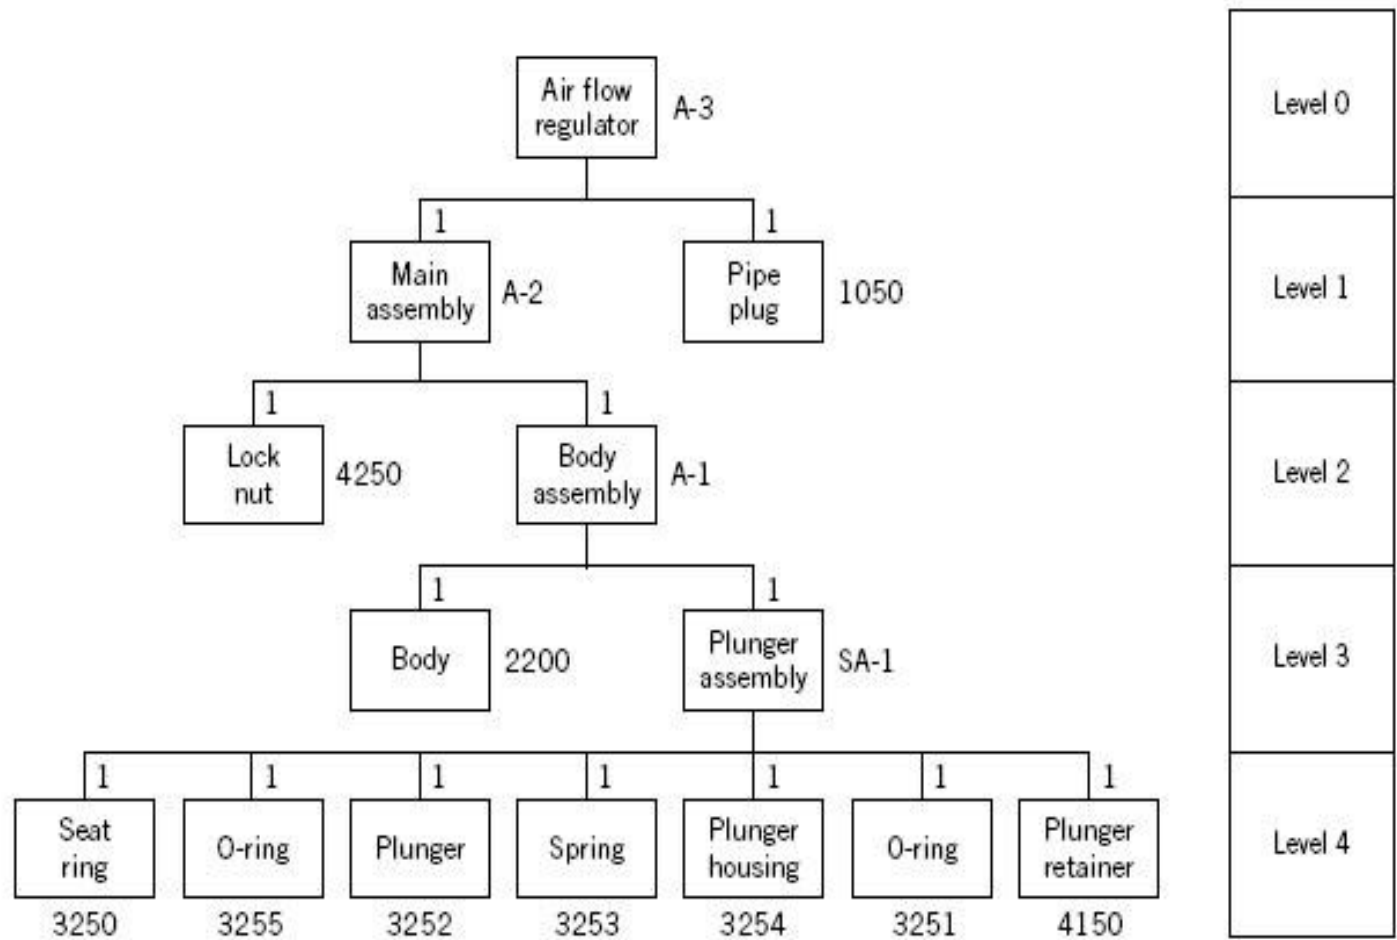 Air flow
regulator
A-3
Level 0
1
1
Main
assembly
A-2
Pipe
plug
1050
Level 1
1
1
Lock
nut
4250
Body
assembly
A-1
Level 2
1
1
Body
2200
Plunger
assembly
SA-1
Level 3
1
1
1
1
1
1
1
Seat
ring
O-ring
Plunger
Spring
Plunger
housing
O-ring
Plunger
retainer
Level 4
3250
3255
3252
3253
3254
3251
4150